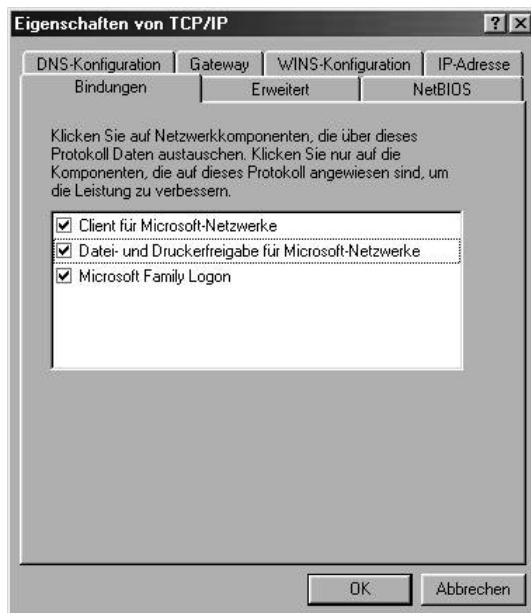 Eigenschaften von TCP/IP
DNS-Konfiguration Gateway WINS-Konfiguration IP-Adresse
Bindungen Erweitert NetBIOS
Klicken Sie auf Netzwerkkomponenten, die über dieses
Protokoll Daten austauschen. Klicken Sie nur auf die
Komponenten, die auf dieses Protokoll angewiesen sind, um
die Leistung zu verbessern.
Client für Microsoft-Netzwerke
Datei- und Druckerfreigabe für Microsoft-Netzwerke
Microsoft Family Logon
OK Abbrechen